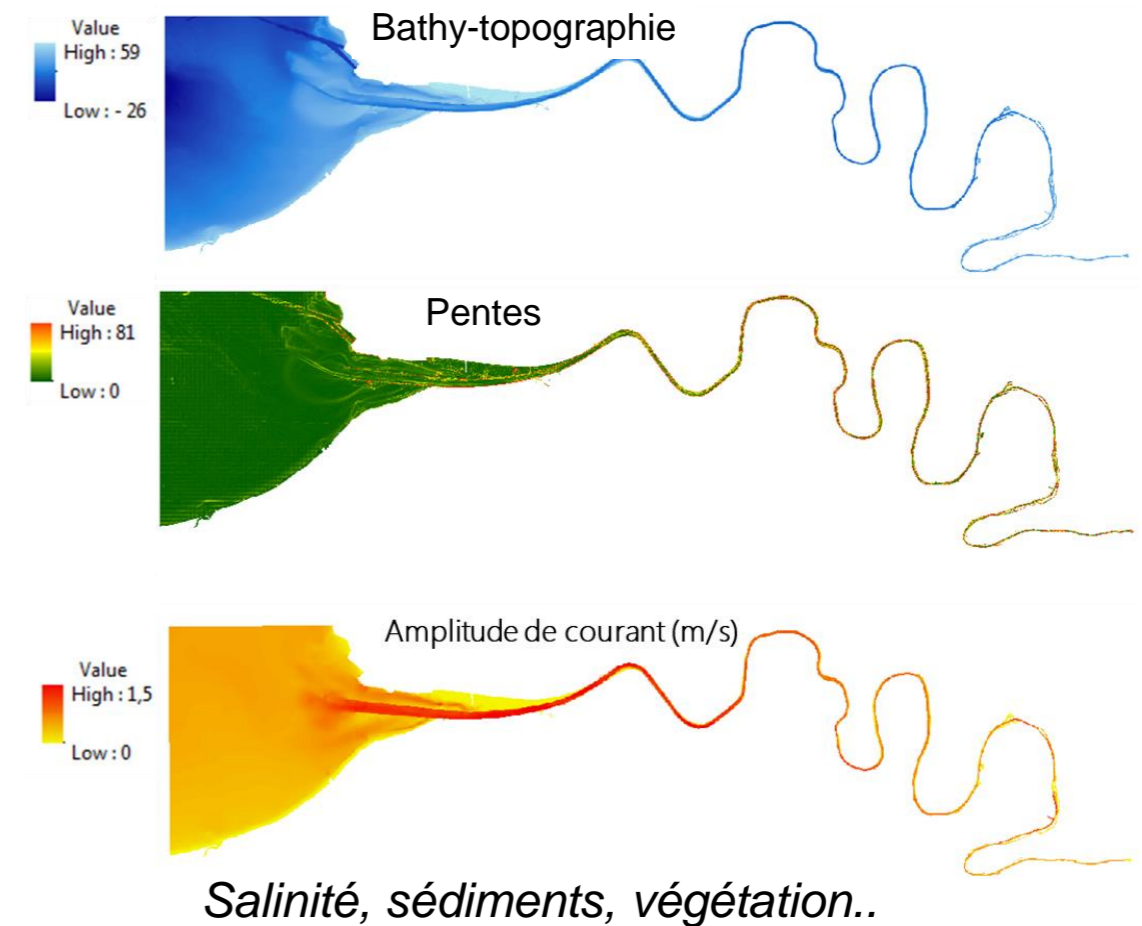 Bathy-topographie
Value
High : 59
Low : - 26
Pentes
Value
High : 81
Low : 0
Amplitude de courant (m/s)
Value
High : 1,5
Low : 0
Salinité, sédiments, végétation..